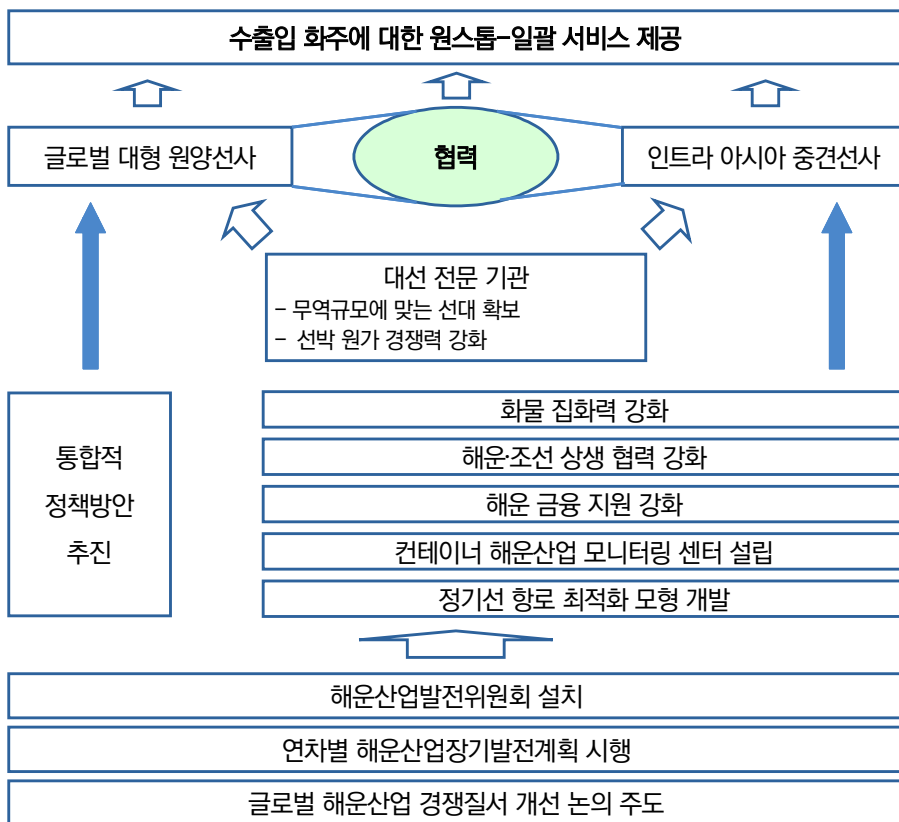 수출입 화주에 대한 원스톱-일괄 서비스 제공
글로벌 대형 원양선사
협력
인트라 아시아 중견선사
대선 전문 기관
- 무역규모에 맞는 선대 확보
- 선박 원가 경쟁력 강화
통합적
정책방안
추진
화물 집화력 강화
해운·조선 상생 협력 강화
해운 금융 지원 강화
컨테이너 해운산업 모니터링 센터 설립
정기선 항로 최적화 모형 개발
해운산업발전위원회 설치
연차별 해운산업장기발전계획 시행
글로벌 해운산업 경쟁질서 개선 논의 주도